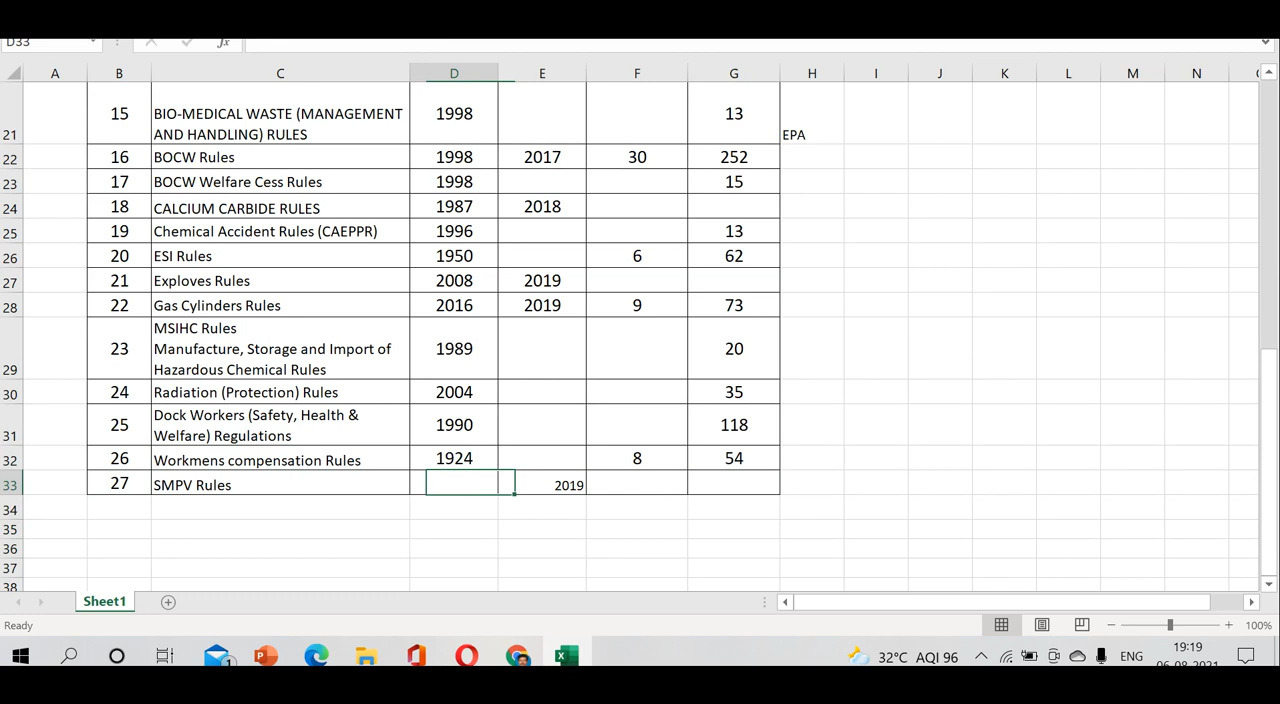 D33
fx
A B C D E F G H I J K L M N
21 15 BIO-MEDICAL WASTE (MANAGEMENT AND HANDLING) RULES 1998 13 EPA
22 16 BOCW Rules 1998 2017 30 252
23 17 BOCW Welfare Cess Rules 1998 15
24 18 CALCIUM CARBIDE RULES 1987 2018
25 19 Chemical Accident Rules (CAEPPR) 1996 13
26 20 ESI Rules 1950 6 62
27 21 Exploves Rules 2008 2019
28 22 Gas Cylinders Rules 2016 2019 9 73
29 23 MSIHC Rules
Manufacture, Storage and Import of
Hazardous Chemical Rules 1989 20
30 24 Radiation (Protection) Rules 2004 35
31 25 Dock Workers (Safety, Health &
Welfare) Regulations 1990 118
32 26 Workmens compensation Rules 1924 8 54
33 27 SMPV Rules 2019
34
35
36
37
38
Sheet1
Ready 100%
1 32°C AQI 96 ENG 19:19
06-08-2021